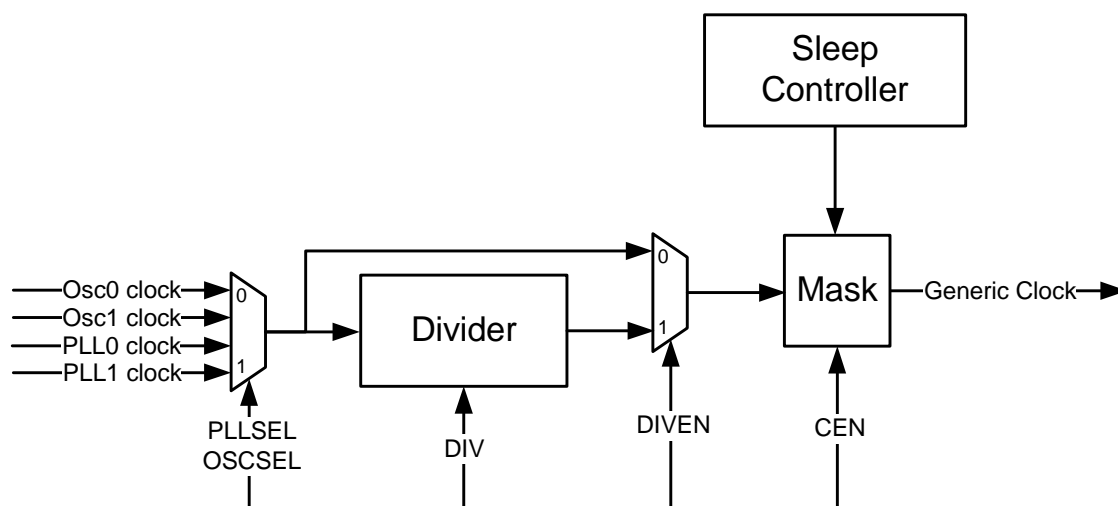 Sleep
Controller
0
Osc0 clock
0
Osc1 clock
Divider
Mask
Generic Clock
PLL0 clock
1
PLL1 clock
1
PLLSEL
OSCSEL
DIV
DIVEN
CEN